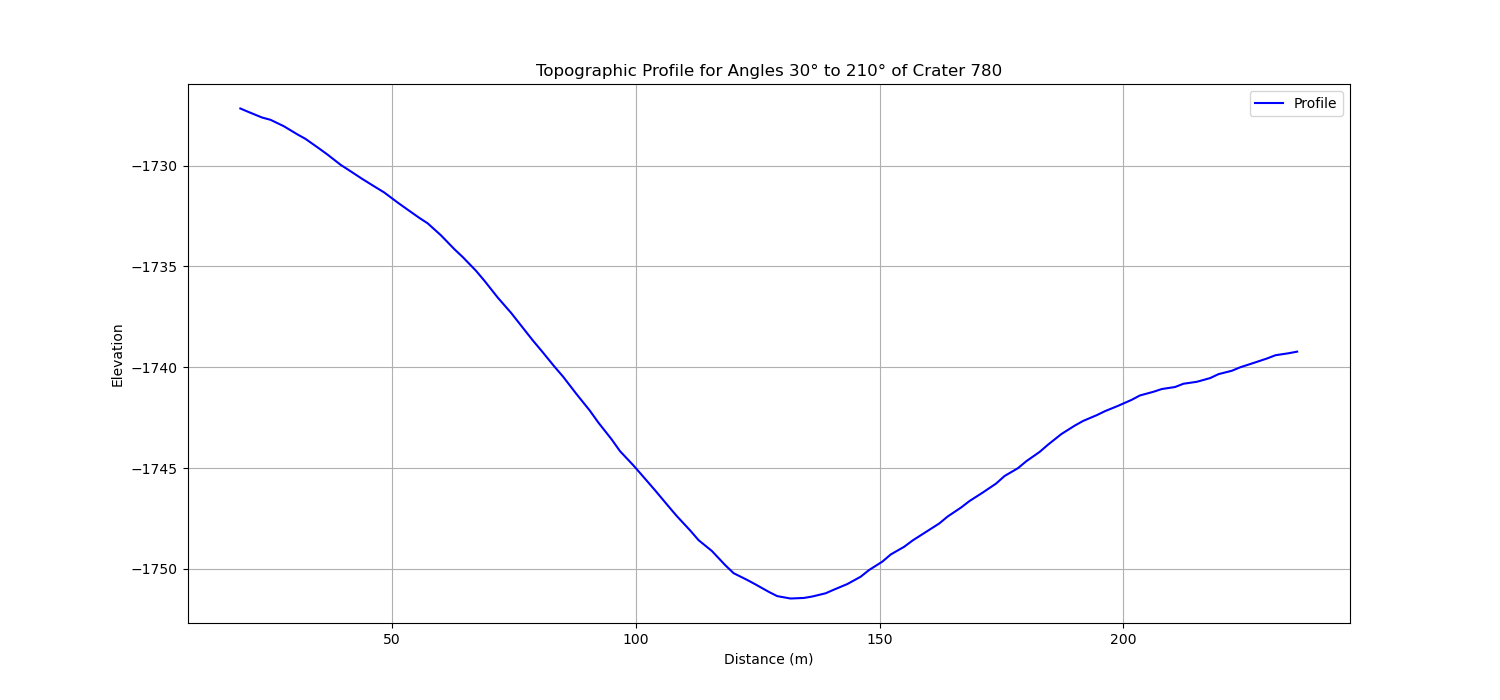 Topographic Profile for Angles 30° to 210° of Crater 780
Profile
−1730
−1735
−1740
−1745
−1750
Elevation
50
100
150
200
Distance (m)